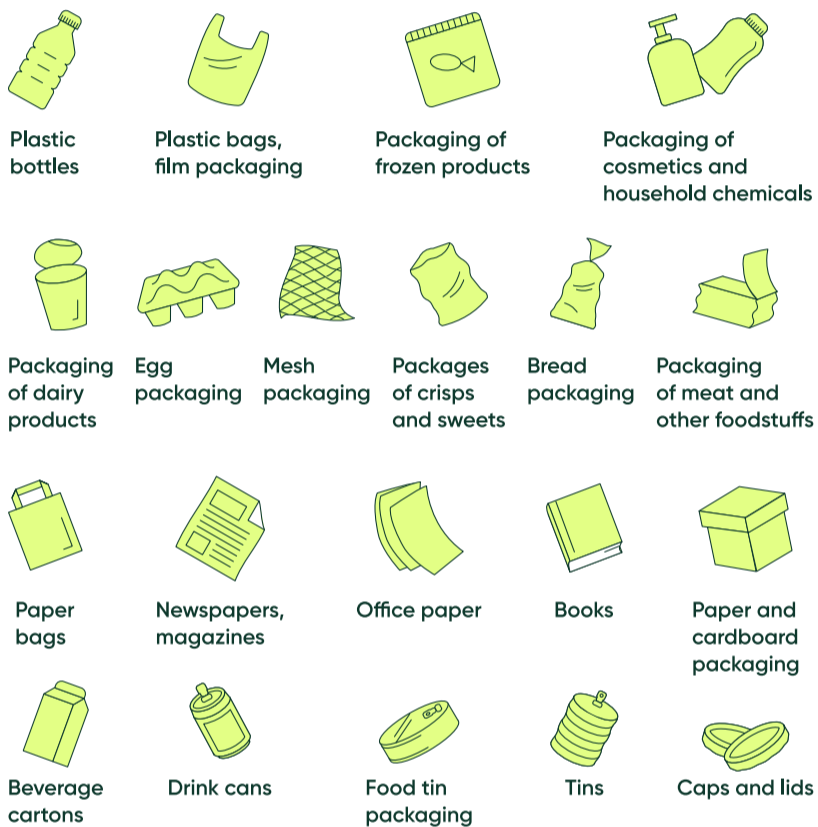 Plastic
bottles
Plastic bags,
film packaging
Packaging of
frozen products
Packaging of
cosmetics and
household chemicals
Packaging
of dairy
products
Egg
packaging
Mesh
packaging
Packages
of crisps
and sweets
Bread
packaging
Packaging
of meat and
other foodstuffs
Paper
bags
Newspapers,
magazines
Office paper
Books
Paper and
cardboard
packaging
Beverage
cartons
Drink cans
Food tin
packaging
Tins
Caps and lids